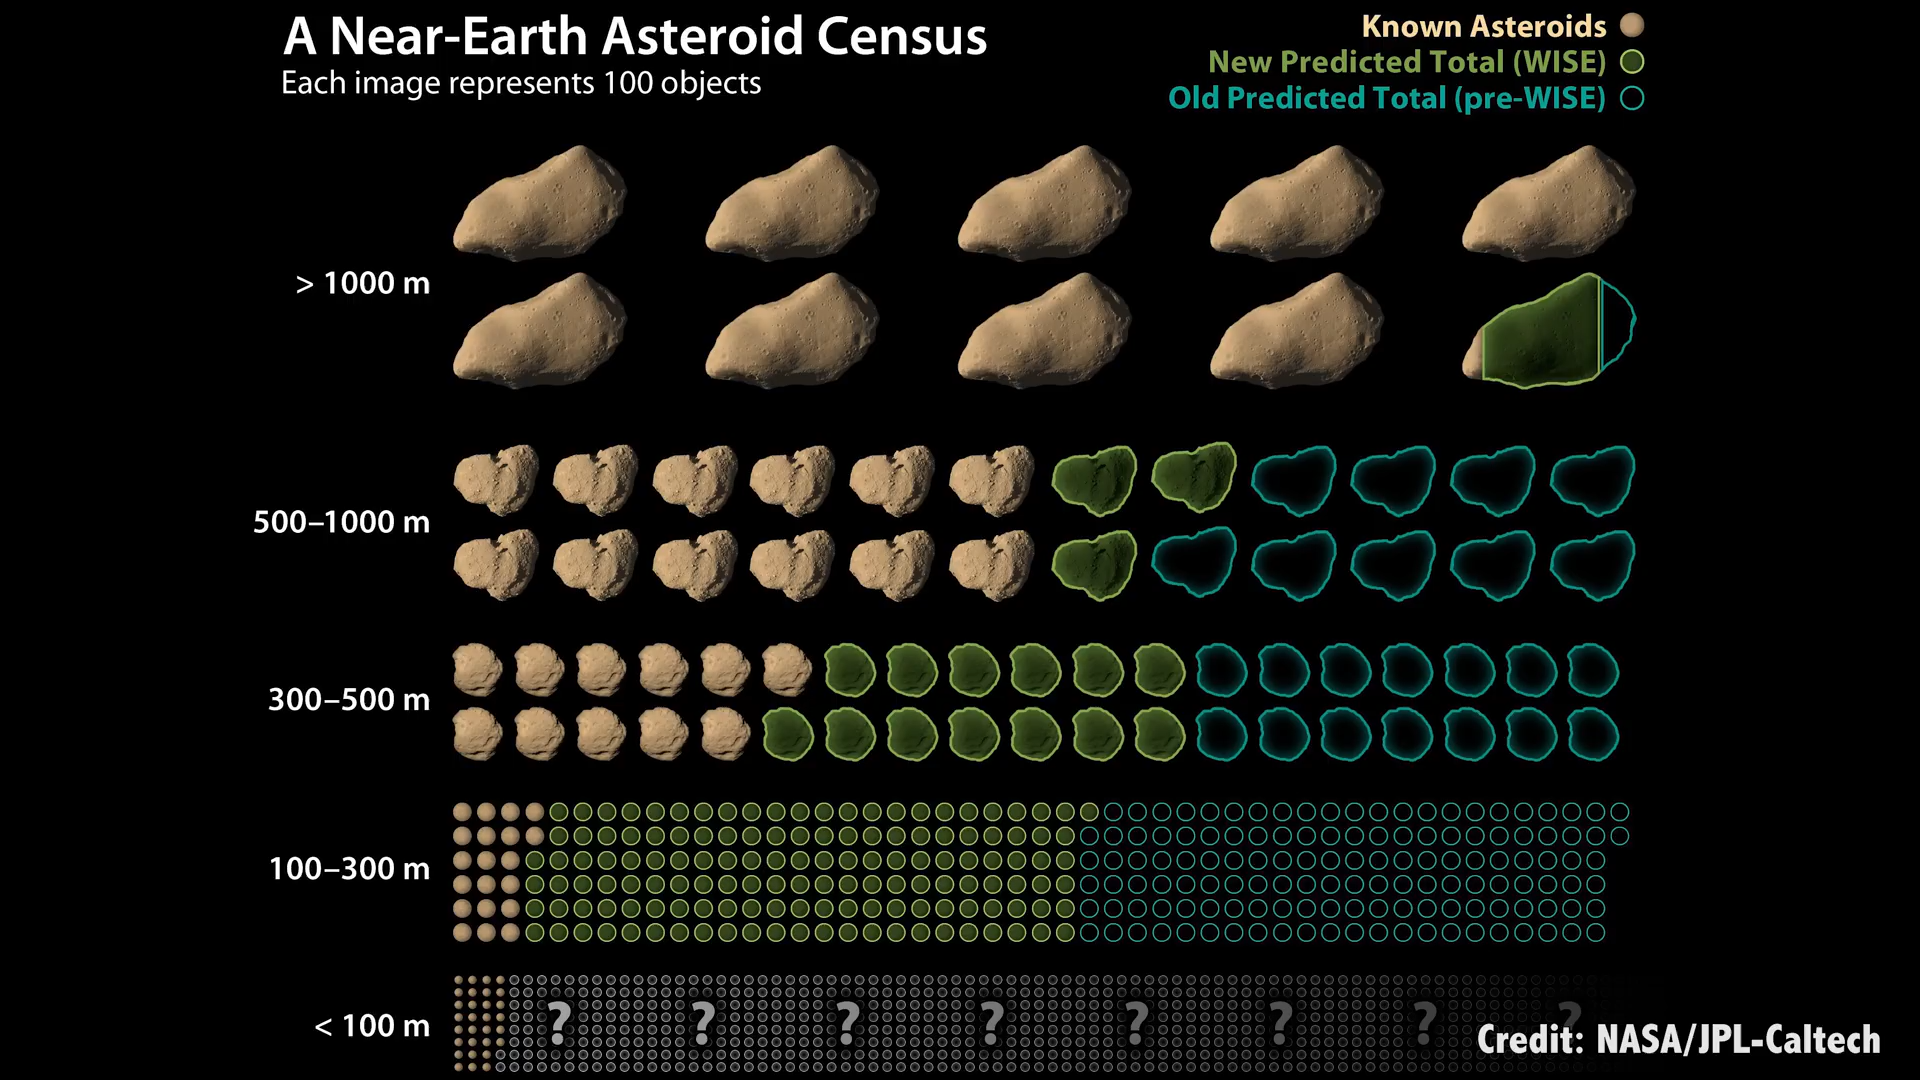 A Near-Earth Asteroid Census
Each image represents 100 objects
Known Asteroids
New Predicted Total (WISE)
Old Predicted Total (pre-WISE)
> 1000 m
500–1000 m
300–500 m
100–300 m
< 100 m
? ? ? ? ? ? ? ?
Credit: NASA/JPL-Caltech